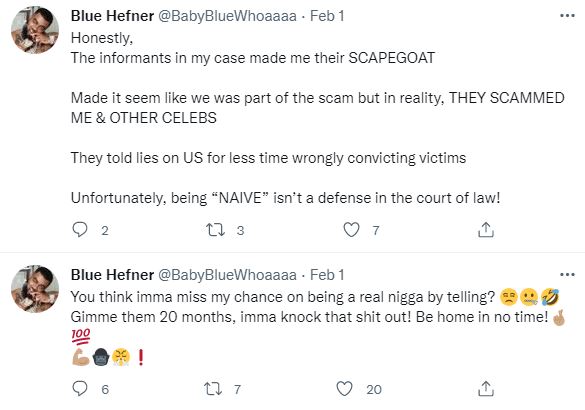 Blue Hefner @BabyBlueWhoaaaa · Feb 1
Honestly,
The informants in my case made me their SCAPEGOAT
Made it seem like we was part of the scam but in reality, THEY SCAMMED
ME & OTHER CELEBS
They told lies on US for less time wrongly convicting victims
Unfortunately, being “NAIVE” isn’t a defense in the court of law!
2 3 7
Blue Hefner @BabyBlueWhoaaaa · Feb 1
You think imma miss my chance on being a real nigga by telling? 😒🤐🤣
Gimme them 20 months, imma knock that shit out! Be home in no time! 🤞🏽
💯
💪🏽🦍😤❗
6 7 20